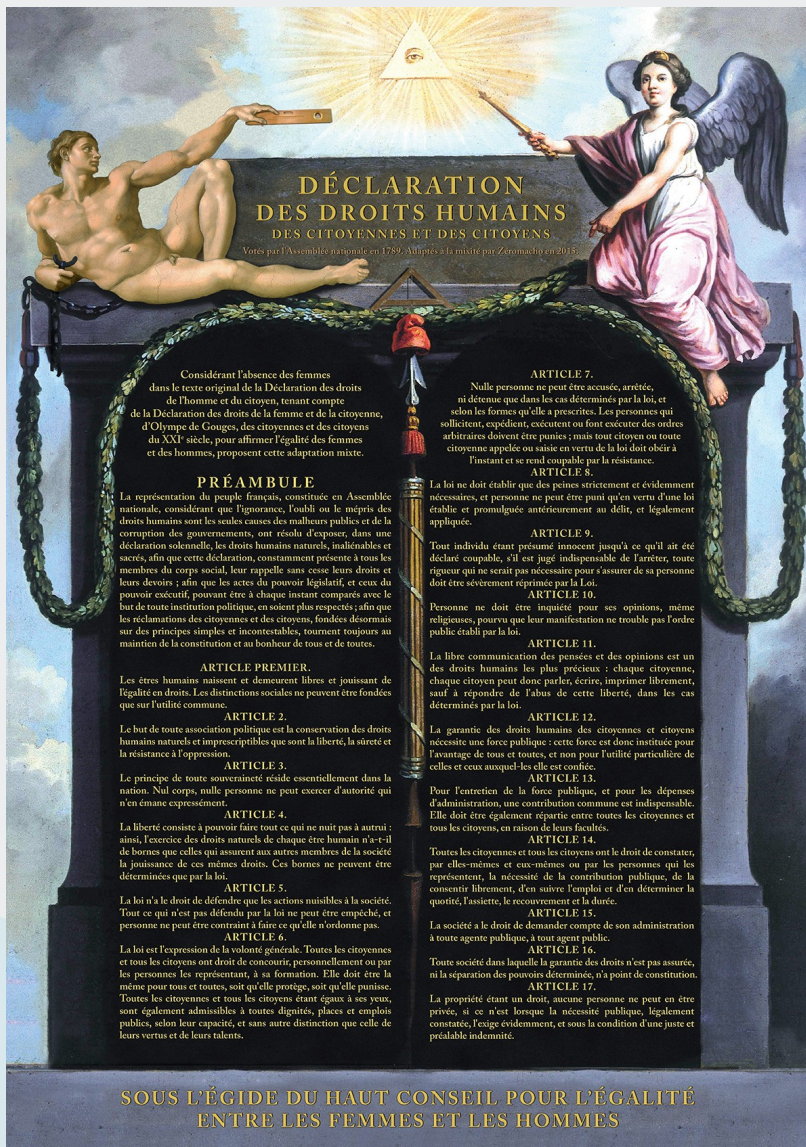 DÉCLARATION
DES DROITS HUMAINS
DES CITOYENNES ET DES CITOYENS
Votés par l'Assemblée nationale en 1789. Adaptés à la mixité par Zéromacho en 2015.
Considérant l'absence des femmes
dans le texte original de la Déclaration des droits
de l'homme et du citoyen, tenant compte
de la Déclaration des droits de la femme et de la citoyenne,
d'Olympe de Gouges, des citoyennes et des citoyens
du XXIe siècle, pour affirmer l'égalité des femmes
et des hommes, proposent cette adaptation mixte.
PRÉAMBULE
La représentation du peuple français, constituée en Assemblée
nationale, considérant que l'ignorance, l'oubli ou le mépris des
droits humains sont les seules causes des malheurs publics et de la
corruption des gouvernements, ont résolu d'exposer, dans une
déclaration solennelle, les droits humains naturels, inaliénables et
sacrés, afin que cette déclaration, constamment présente à tous les
membres du corps social, leur rappelle sans cesse leurs droits et
leurs devoirs ; afin que les actes du pouvoir législatif, et ceux du
pouvoir exécutif, pouvant être à chaque instant comparés avec le
but de toute institution politique, en soient plus respectés ; afin que
les réclamations des citoyennes et des citoyens, fondées désormais
sur des principes simples et incontestables, tournent toujours au
maintien de la constitution et au bonheur de tous et de toutes.
ARTICLE PREMIER.
Les êtres humains naissent et demeurent libres et jouissant de
l'égalité en droits. Les distinctions sociales ne peuvent être fondées
que sur l'utilité commune.
ARTICLE 2.
Le but de toute association politique est la conservation des droits
humains naturels et imprescriptibles que sont la liberté, la sûreté et
la résistance à l'oppression.
ARTICLE 3.
Le principe de toute souveraineté réside essentiellement dans la
nation. Nul corps, nulle personne ne peut exercer d'autorité qui
n'en émane expressément.
ARTICLE 4.
La liberté consiste à pouvoir faire tout ce qui ne nuit pas à autrui :
ainsi, l'exercice des droits naturels de chaque être humain n'a-t-il
de bornes que celles qui assurent aux autres membres de la société
la jouissance de ces mêmes droits. Ces bornes ne peuvent être
déterminées que par la loi.
ARTICLE 5.
La loi n'a le droit de défendre que les actions nuisibles à la société.
Tout ce qui n'est pas défendu par la loi ne peut être empêché, et
personne ne peut être contraint à faire ce qu'elle n'ordonne pas.
ARTICLE 6.
La loi est l'expression de la volonté générale. Toutes les citoyennes
et tous les citoyens ont droit de concourir, personnellement ou par
les personnes les représentant, à sa formation. Elle doit être la
même pour tous et toutes, soit qu'elle protège, soit qu'elle punisse.
Toutes les citoyennes et tous les citoyens étant égaux à ses yeux,
sont également admissibles à toutes dignités, places et emplois
publics, selon leur capacité, et sans autre distinction que celle de
leurs vertus et de leurs talents.
ARTICLE 7.
Nulle personne ne peut être accusée, arrêtée,
ni détenue que dans les cas déterminés par la loi, et
selon les formes qu'elle a prescrites. Les personnes qui
sollicitent, expédient, exécutent ou font exécuter des ordres
arbitraires doivent être punies ; mais tout citoyen ou toute
citoyenne appelée ou saisie en vertu de la loi doit obéir à
l'instant et se rend coupable par la résistance.
ARTICLE 8.
La loi ne doit établir que des peines strictement et évidemment
nécessaires, et personne ne peut être puni qu'en vertu d'une loi
établie et promulguée antérieurement au délit, et légalement
appliquée.
ARTICLE 9.
Tout individu étant présumé innocent jusqu'à ce qu'il ait été
déclaré coupable, s'il est jugé indispensable de l'arrêter, toute
rigueur qui ne serait pas nécessaire pour s'assurer de sa personne
doit être sévèrement réprimée par la Loi.
ARTICLE 10.
Personne ne doit être inquiété pour ses opinions, même
religieuses, pourvu que leur manifestation ne trouble pas l'ordre
public établi par la loi.
ARTICLE 11.
La libre communication des pensées et des opinions est un
des droits humains les plus précieux : chaque citoyenne,
chaque citoyen peut donc parler, écrire, imprimer librement,
sauf à répondre de l'abus de cette liberté, dans les cas
déterminés par la loi.
ARTICLE 12.
La garantie des droits humains des citoyennes et citoyens
nécessite une force publique : cette force est donc instituée pour
l'avantage de tous et toutes, et non pour l'utilité particulière de
celles et ceux auxquel-les elle est confiée.
ARTICLE 13.
Pour l'entretien de la force publique, et pour les dépenses
d'administration, une contribution commune est indispensable.
Elle doit être également répartie entre toutes les citoyennes et
tous les citoyens, en raison de leurs facultés.
ARTICLE 14.
Toutes les citoyennes et tous les citoyens ont le droit de constater,
par elles-mêmes et eux-mêmes ou par les personnes qui les
représentent, la nécessité de la contribution publique, de la
consentir librement, d'en suivre l'emploi et d'en déterminer la
quotité, l'assiette, le recouvrement et la durée.
ARTICLE 15.
La société a le droit de demander compte de son administration
à toute agente publique, à tout agent public.
ARTICLE 16.
Toute société dans laquelle la garantie des droits n'est pas assurée,
ni la séparation des pouvoirs déterminée, n'a point de constitution.
ARTICLE 17.
La propriété étant un droit, aucune personne ne peut en être
privée, si ce n'est lorsque la nécessité publique, légalement
constatée, l'exige évidemment, et sous la condition d'une juste et
préalable indemnité.
SOUS L'ÉGIDE DU HAUT CONSEIL POUR L'ÉGALITÉ
ENTRE LES FEMMES ET LES HOMMES